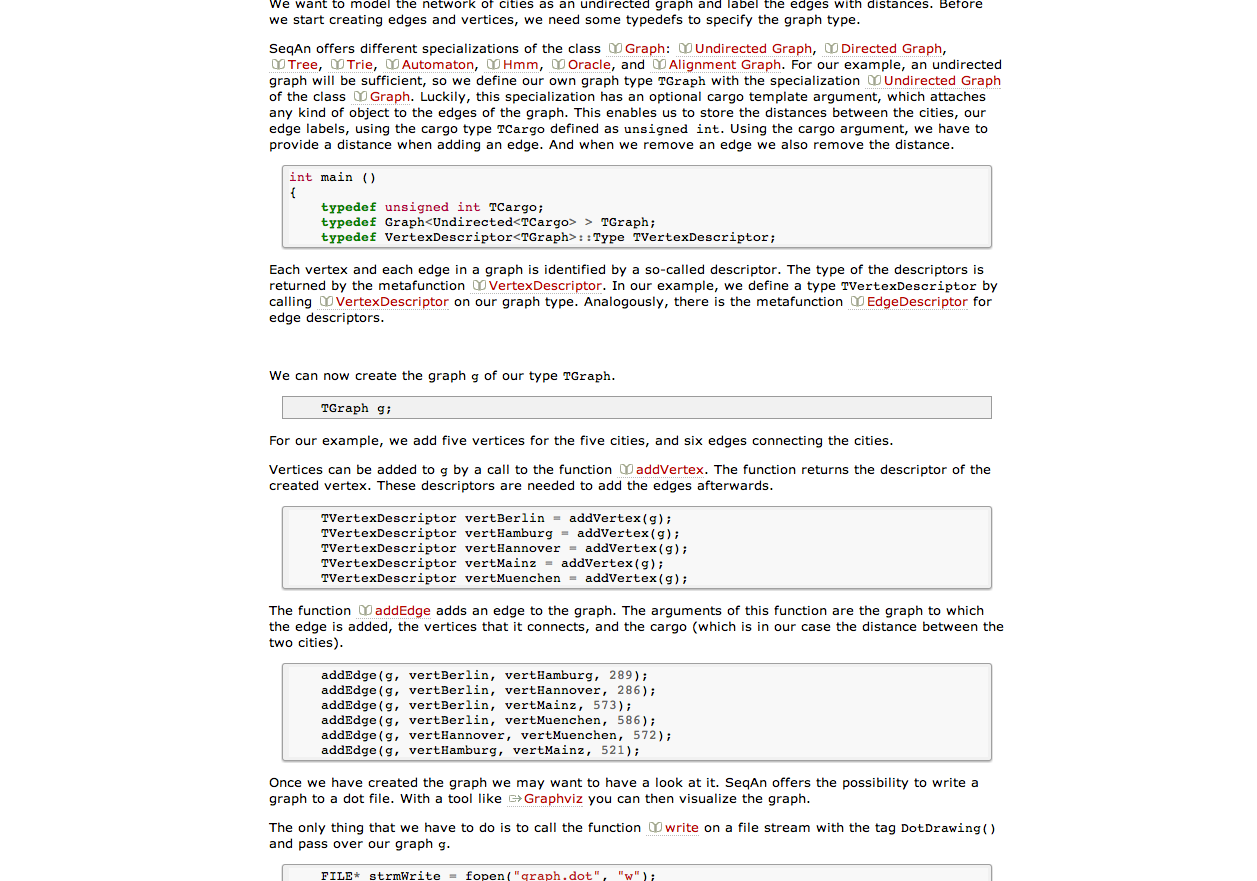 We want to model the network of cities as an undirected graph and label the edges with distances. Before
we start creating edges and vertices, we need some typedefs to specify the graph type.
SeqAn offers different specializations of the class Graph: Undirected Graph, Directed Graph,
Tree, Trie, Automaton, Hmm, Oracle, and Alignment Graph. For our example, an undirected
graph will be sufficient, so we define our own graph type TGraph with the specialization Undirected Graph
of the class Graph. Luckily, this specialization has an optional cargo template argument, which attaches
any kind of object to the edges of the graph. This enables us to store the distances between the cities, our
edge labels, using the cargo type TCargo defined as unsigned int. Using the cargo argument, we have to
provide a distance when adding an edge. And when we remove an edge we also remove the distance.
int main ()
{
typedef unsigned int TCargo;
typedef Graph<Undirected<TCargo> > TGraph;
typedef VertexDescriptor<TGraph>::Type TVertexDescriptor;
Each vertex and each edge in a graph is identified by a so-called descriptor. The type of the descriptors is
returned by the metafunction VertexDescriptor. In our example, we define a type TVertexDescriptor by
calling VertexDescriptor on our graph type. Analogously, there is the metafunction EdgeDescriptor for
edge descriptors.
We can now create the graph g of our type TGraph.
TGraph g;
For our example, we add five vertices for the five cities, and six edges connecting the cities.
Vertices can be added to g by a call to the function addVertex. The function returns the descriptor of the
created vertex. These descriptors are needed to add the edges afterwards.
TVertexDescriptor vertBerlin = addVertex(g);
TVertexDescriptor vertHamburg = addVertex(g);
TVertexDescriptor vertHannover = addVertex(g);
TVertexDescriptor vertMainz = addVertex(g);
TVertexDescriptor vertMuenchen = addVertex(g);
The function addEdge adds an edge to the graph. The arguments of this function are the graph to which
the edge is added, the vertices that it connects, and the cargo (which is in our case the distance between the
two cities).
addEdge(g, vertBerlin, vertHamburg, 289);
addEdge(g, vertBerlin, vertHannover, 286);
addEdge(g, vertBerlin, vertMainz, 573);
addEdge(g, vertBerlin, vertMuenchen, 586);
addEdge(g, vertHannover, vertMuenchen, 572);
addEdge(g, vertHamburg, vertMainz, 521);
Once we have created the graph we may want to have a look at it. SeqAn offers the possibility to write a
graph to a dot file. With a tool like Graphviz you can then visualize the graph.
The only thing that we have to do is to call the function write on a file stream with the tag DotDrawing()
and pass over our graph g.
FILE* strmWrite = fopen("graph.dot", "w");